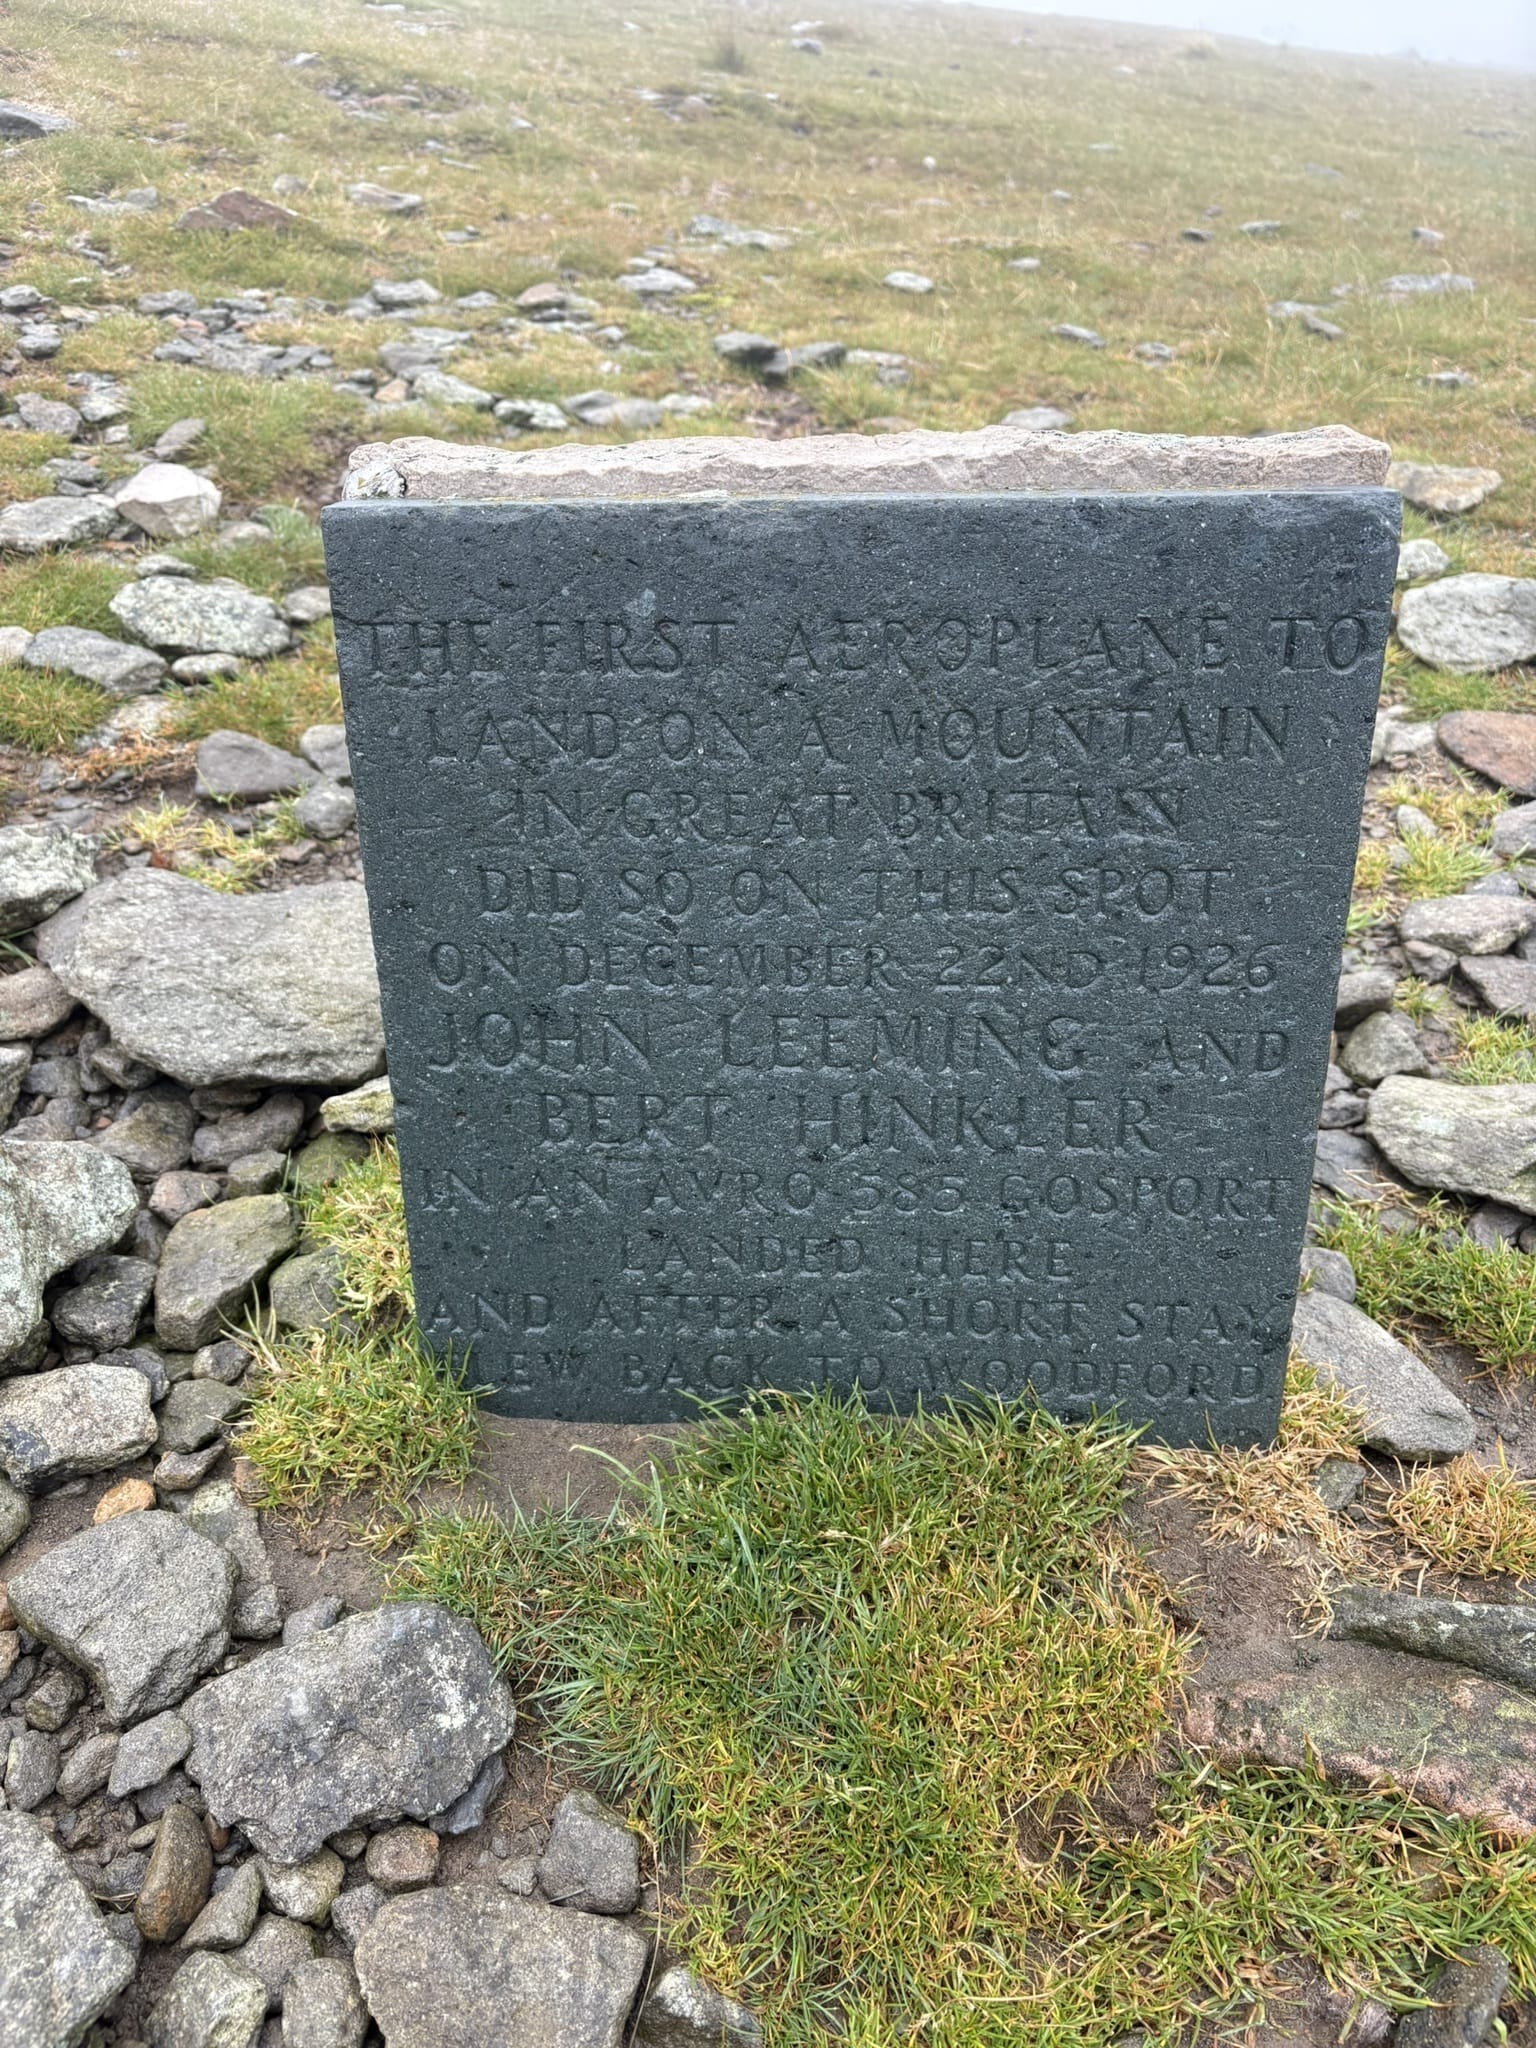 THE FIRST AEROPLANE TO
LAND ON A MOUNTAIN
IN GREAT BRITAIN
DID SO ON THIS SPOT
ON DECEMBER 22ND 1926
JOHN LEEMING AND
BERT HINKLER
IN AN AVRO 585 GOSPORT
LANDED HERE
AND AFTER A SHORT STAY
FLEW BACK TO WOODFORD